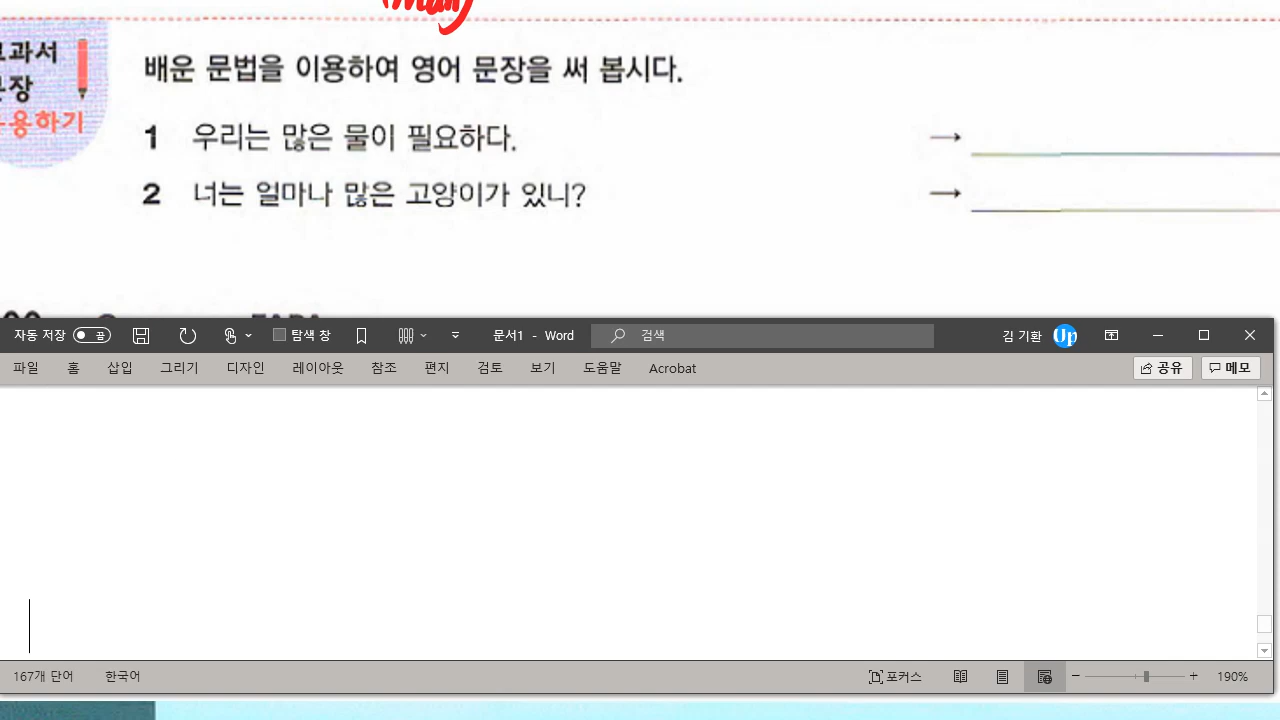 (many
교과서
배운 문법을 이용하여 영어 문장을 써 봅시다.
문장
1 우리는 많은 물이 필요하다. →
2 너는 얼마나 많은 고양이가 있니? →
자동 저장 끔 탐색 창 문서1 - Word 검색 김 기환 Up
파일 홈 삽입 그리기 디자인 레이아웃 참조 편지 검토 보기 도움말 Acrobat 공유 메모
167개 단어 한국어 포커스 190%